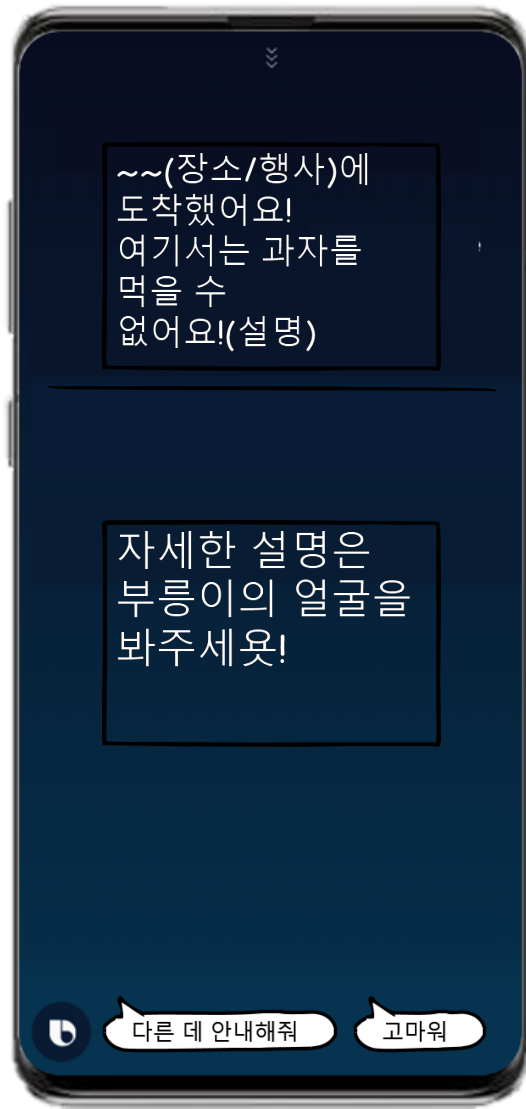 ~~(장소/행사)에
도착했어요!
여기서는 과자를
먹을 수
없어요!(설명)
자세한 설명은
부릉이의 얼굴을
봐주세욧!
다른 데 안내해줘
고마워